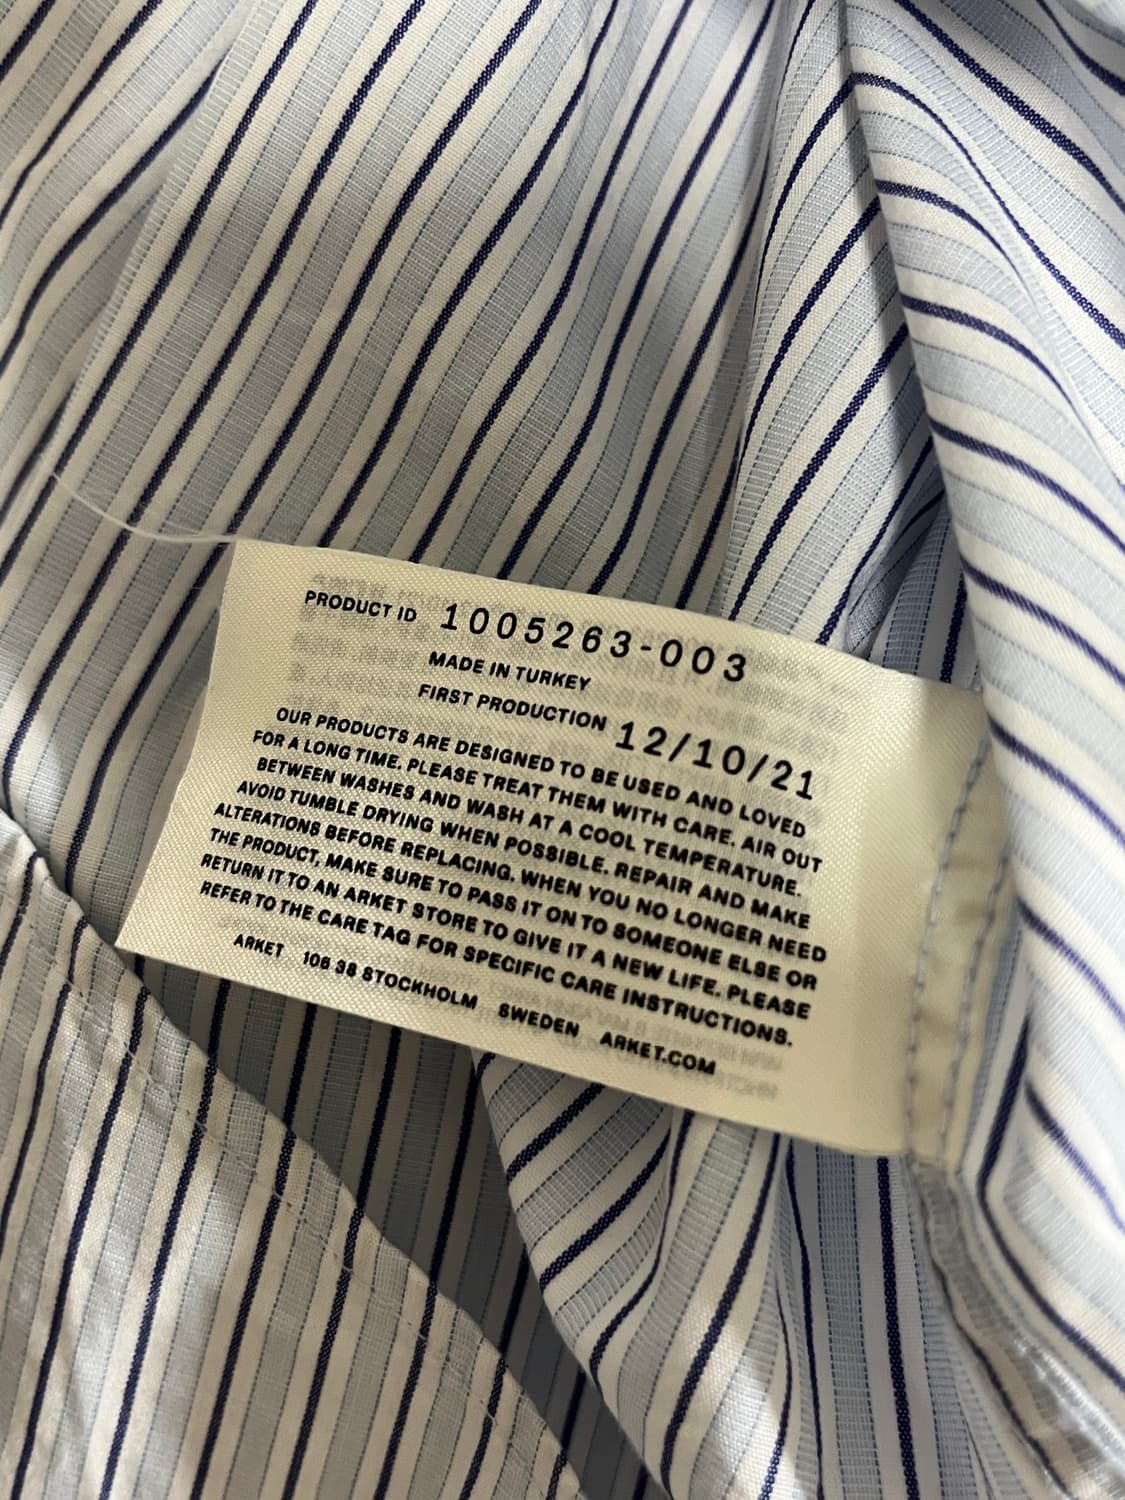 PRODUCT ID 1005263-003
MADE IN TURKEY
FIRST PRODUCTION 12/10/21
OUR PRODUCTS ARE DESIGNED TO BE USED AND LOVED
FOR A LONG TIME. PLEASE TREAT THEM WITH CARE. AIR OUT
BETWEEN WASHES AND WASH AT A COOL TEMPERATURE.
AVOID TUMBLE DRYING WHEN POSSIBLE. REPAIR AND MAKE
ALTERATIONS BEFORE REPLACING. WHEN YOU NO LONGER NEED
THE PRODUCT, MAKE SURE TO PASS IT ON TO SOMEONE ELSE OR
RETURN IT TO AN ARKET STORE TO GIVE IT A NEW LIFE. PLEASE
REFER TO THE CARE TAG FOR SPECIFIC CARE INSTRUCTIONS.
ARKET 106 38 STOCKHOLM SWEDEN ARKET.COM